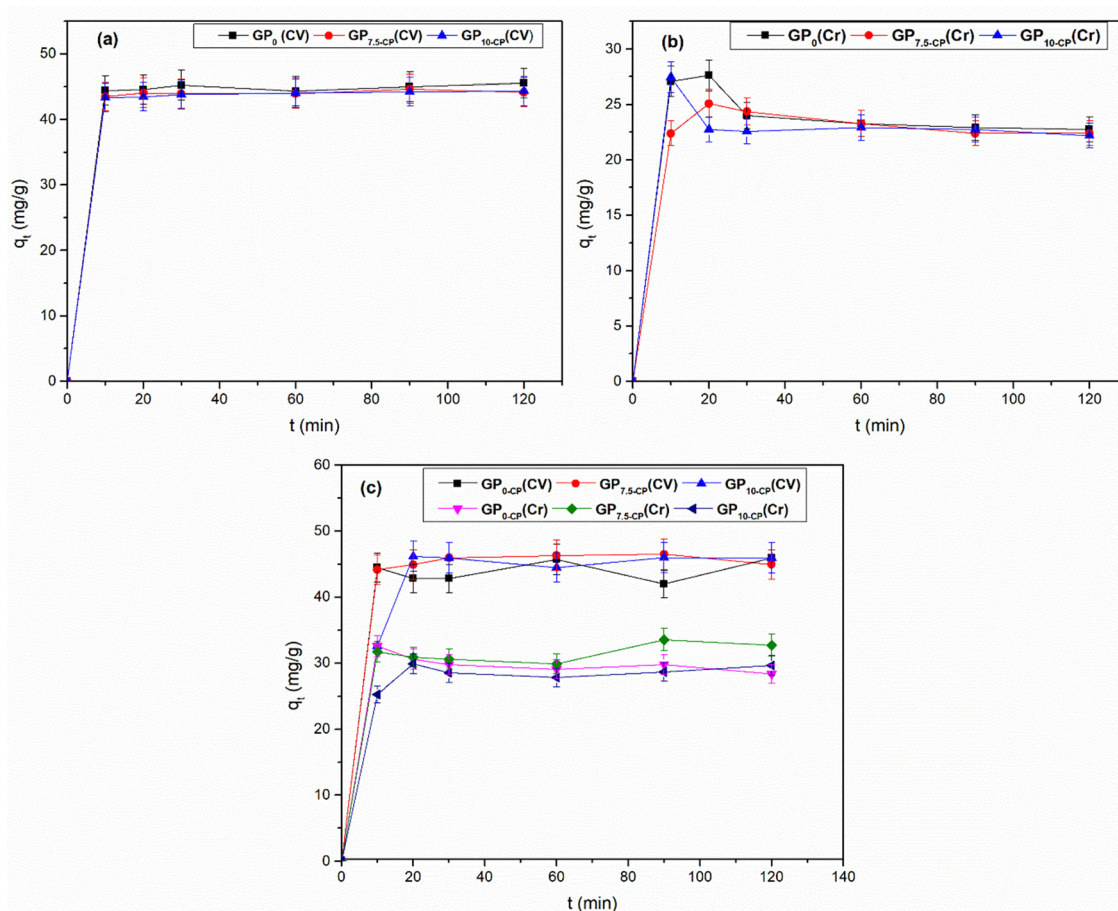 (a)
GP0 (CV) GP7.5-CP(CV) GP10-CP(CV)
50
40
30
20
10
0
qt (mg/g)
0 20 40 60 80 100 120
t (min)
(b)
GP0(Cr) GP7.5-CP(Cr) GP10-CP(Cr)
30
25
20
15
10
5
0
qt (mg/g)
0 20 40 60 80 100 120
t (min)
(c)
GP0-CP(CV) GP7.5-CP(CV) GP10-CP(CV)
GP0-CP(Cr) GP7.5-CP(Cr) GP10-CP(Cr)
60
50
40
30
20
10
0
qt (mg/g)
0 20 40 60 80 100 120 140
t (min)